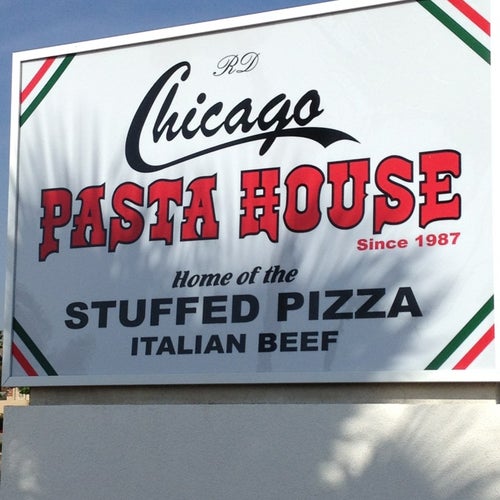 RD
Chicago
PASTA HOUSE
Since 1987
Home of the
STUFFED PIZZA
ITALIAN BEEF